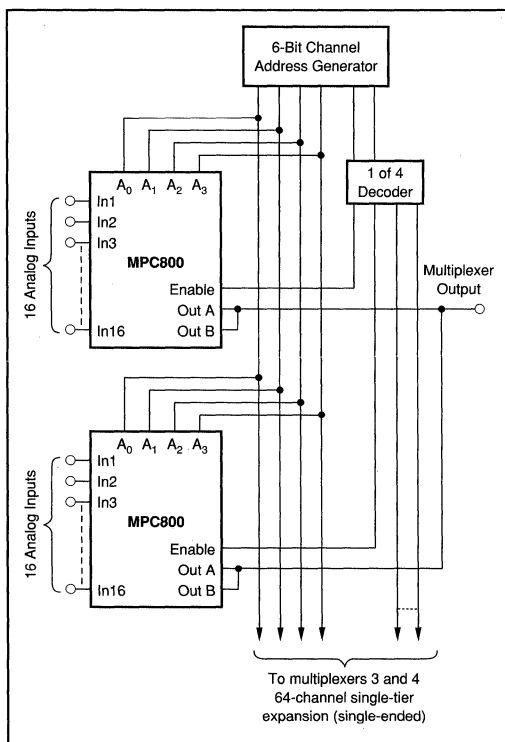 6-Bit Channel
Address Generator
1 of 4
Decoder
A0 A1 A2 A3
16 Analog Inputs
In1
In2
In3
In16
MPC800
Enable
Out A
Out B
Multiplexer
Output
A0 A1 A2 A3
16 Analog Inputs
In1
In2
In3
In16
MPC800
Enable
Out A
Out B
To multiplexers 3 and 4
64-channel single-tier
expansion (single-ended)